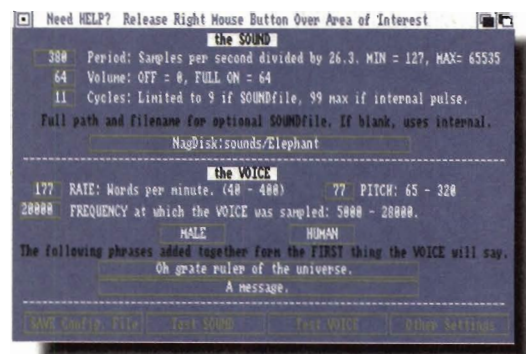 Need HELP? Release Right Mouse Button Over Area of Interest
the SOUND
380 Period: Samples per second divided by 26.3. MIN = 127, MAX= 65535
64 Volume: OFF = 0, FULL ON = 64
11 Cycles: Limited to 9 if SOUNDfile, 99 max if internal pulse.
Full path and filename for optional SOUNDfile. If blank, uses internal.
NagDisk:sounds/Elephant
the VOICE
177 RATE: Words per minute. (40 - 400) 77 PITCH: 65 - 320
20000 FREQUENCY at which the VOICE was sampled: 5000 - 28000.
MALE HUMAN
The following phrases added together form the FIRST thing the VOICE will say.
Oh grate ruler of the universe.
A message.
SAVE Config. File Test SOUND Test VOICE Other Settings